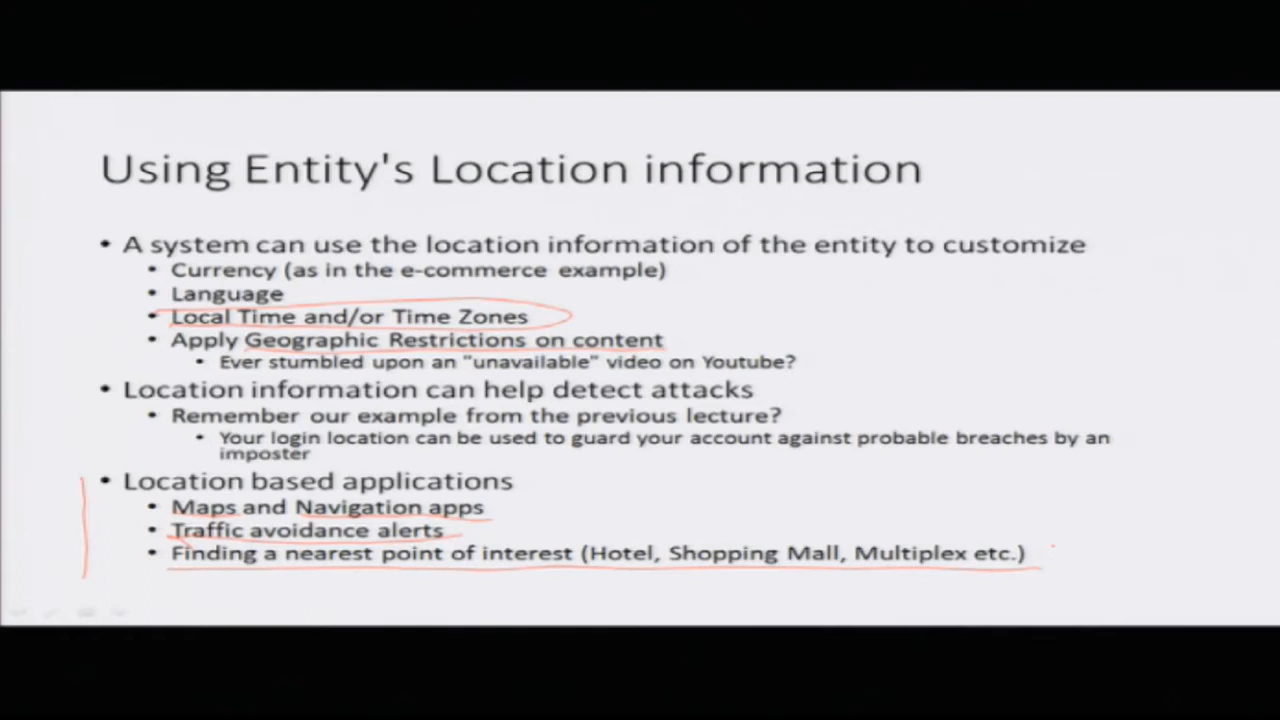 Using Entity's Location information
• A system can use the location information of the entity to customize
• Currency (as in the e-commerce example)
• Language
• Local Time and/or Time Zones
• Apply Geographic Restrictions on content
• Ever stumbled upon an "unavailable" video on Youtube?
• Location information can help detect attacks
• Remember our example from the previous lecture?
• Your login location can be used to guard your account against probable breaches by an
imposter
• Location based applications
• Maps and Navigation apps
• Traffic avoidance alerts
• Finding a nearest point of interest (Hotel, Shopping Mall, Multiplex etc.)